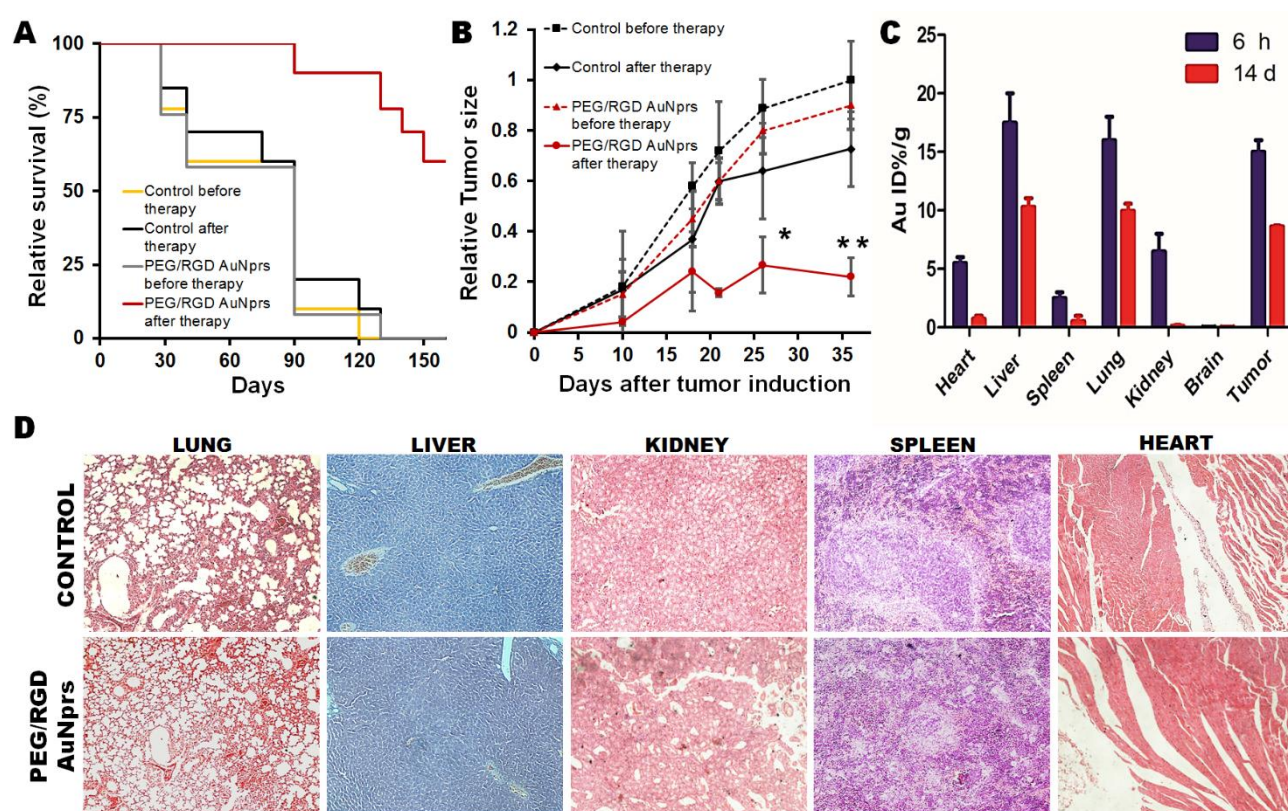 A
Relative survival (%)
100
75
50
25
0
0
30
60
90
120
150
Days
Control before
therapy
Control after
therapy
PEG/RGD AuNprs
before therapy
PEG/RGD AuNprs
after therapy
B
Relative Tumor size
1.2
1
0.8
0.6
0.4
0.2
0
0
5
10
15
20
25
30
35
Days after tumor induction
Control before therapy
Control after therapy
PEG/RGD AuNprs
before therapy
PEG/RGD AuNprs
after therapy
*
**
C
Au ID%/g
25
20
15
10
5
0
6 h
14 d
Heart
Liver
Spleen
Lung
Kidney
Brain
Tumor
D
LUNG
LIVER
KIDNEY
SPLEEN
HEART
CONTROL
PEG/RGD
AuNprs